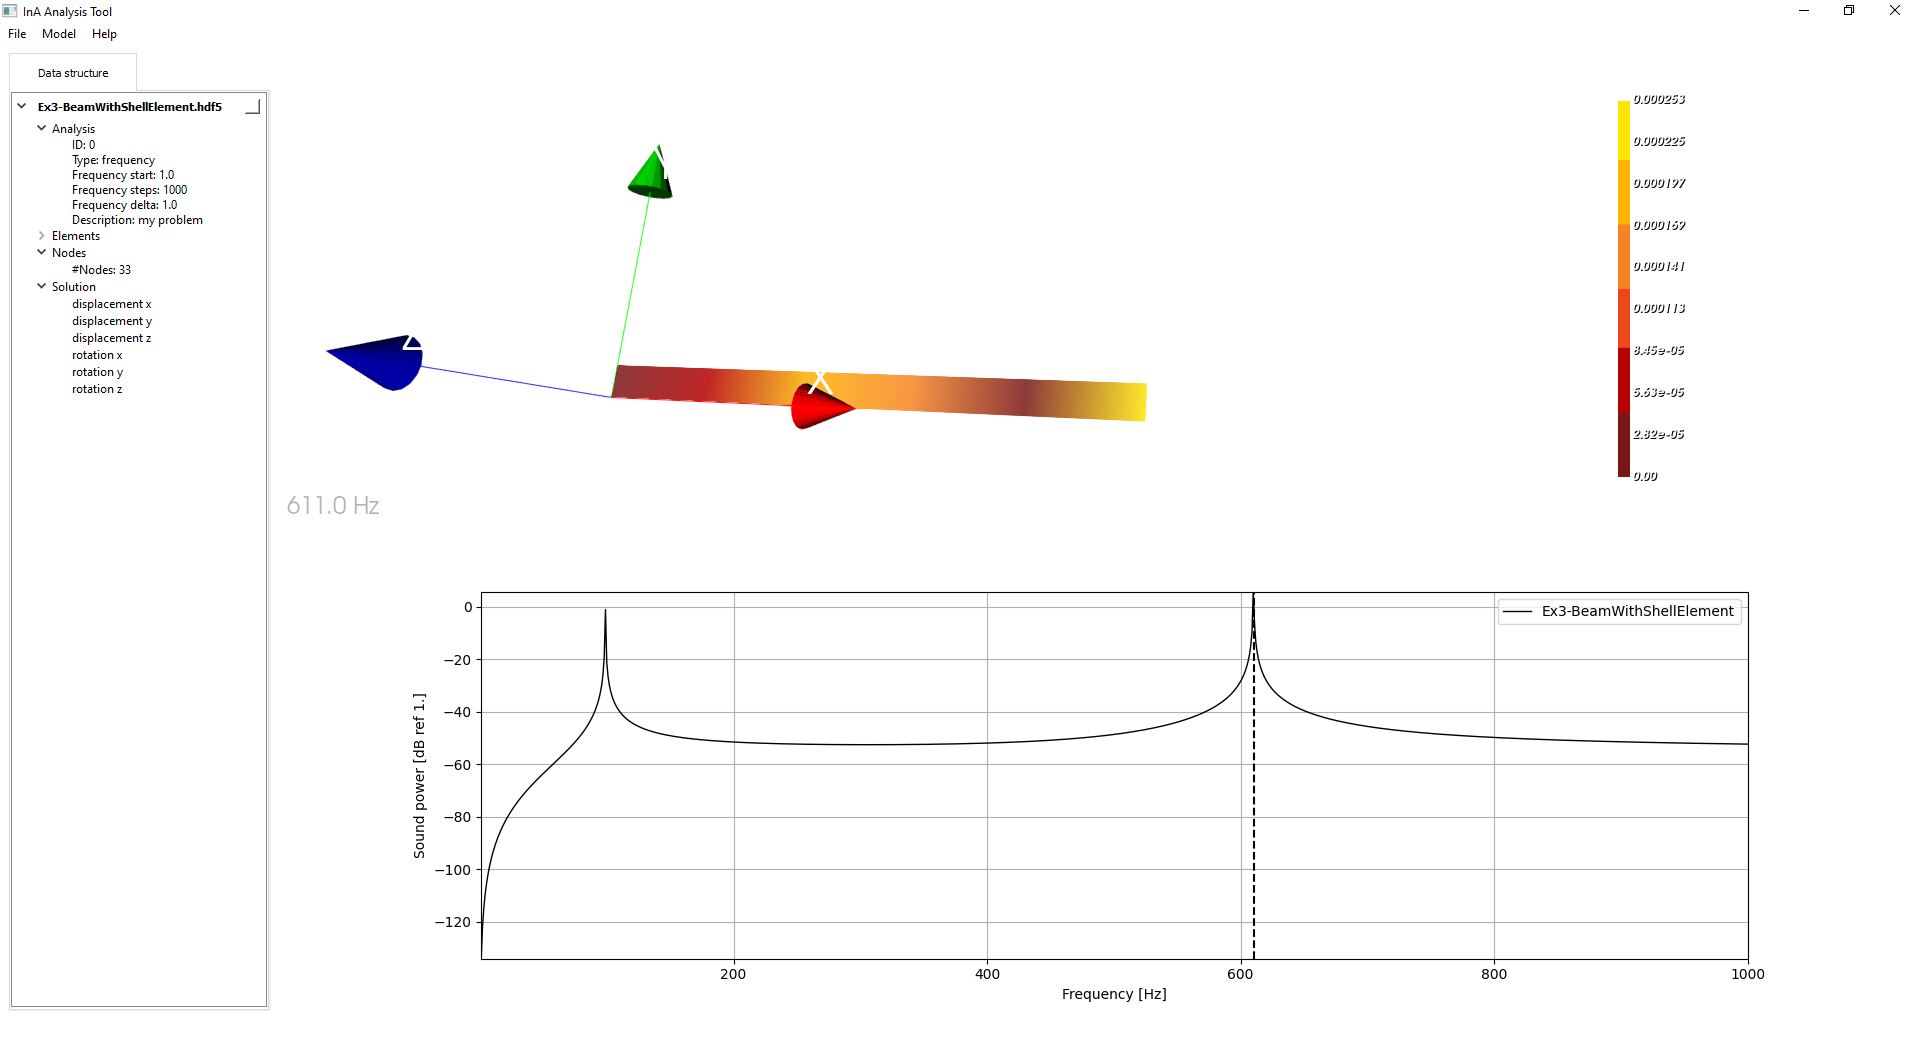 InA Analysis Tool
File Model Help
Data structure
Ex3-BeamWithShellElement.hdf5
Analysis
ID: 0
Type: frequency
Frequency start: 1.0
Frequency steps: 1000
Frequency delta: 1.0
Description: my problem
Elements
Nodes
#Nodes: 33
Solution
displacement x
displacement y
displacement z
rotation x
rotation y
rotation z
Z
X
0.000253
0.000225
0.000197
0.000169
0.000141
0.000113
8.45e-05
5.63e-05
2.82e-05
0.00
611.0 Hz
Ex3-BeamWithShellElement
Sound power [dB ref 1.]
0
−20
−40
−60
−80
−100
−120
200 400 600 800 1000
Frequency [Hz]